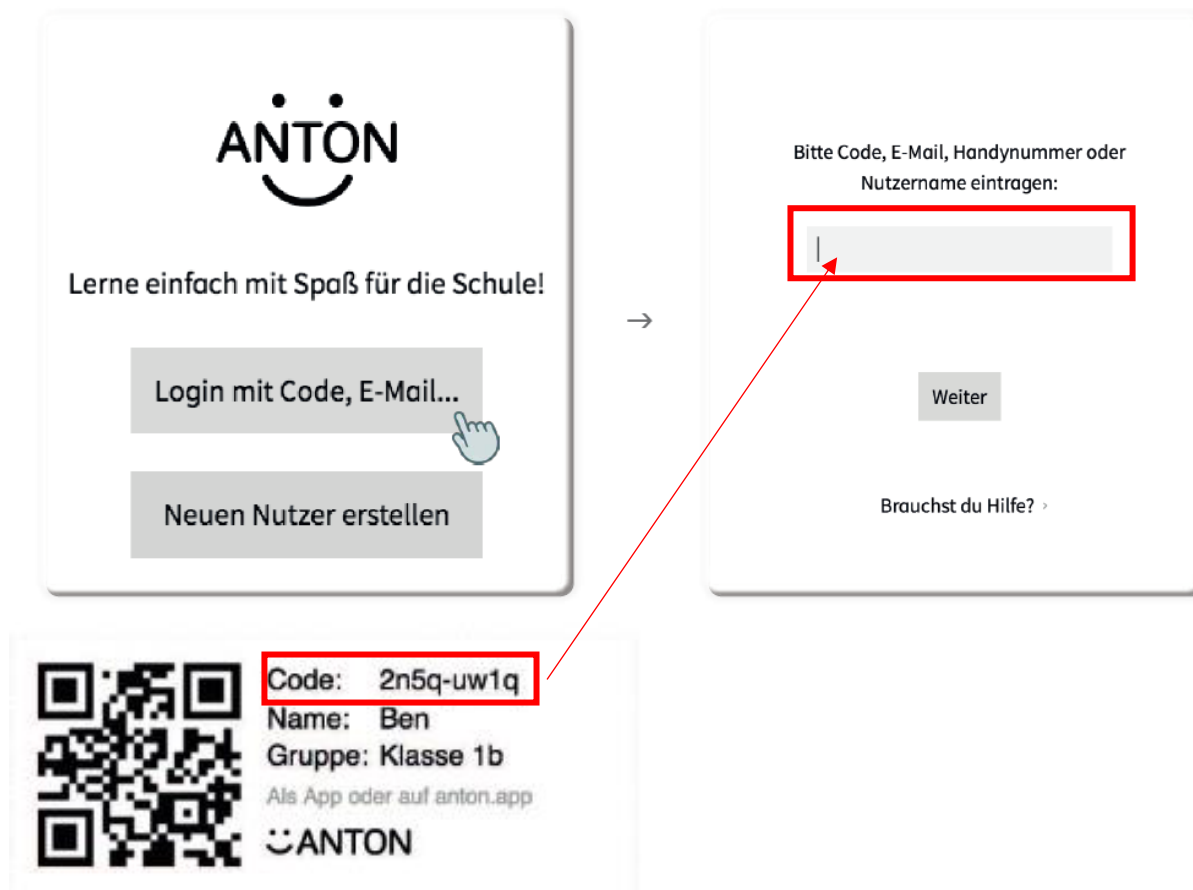 ANTON
Lerne einfach mit Spaß für die Schule!
Login mit Code, E-Mail...
Neuen Nutzer erstellen
→
Bitte Code, E-Mail, Handynummer oder
Nutzername eintragen:
Weiter
Brauchst du Hilfe? ›
Code: 2n5q-uw1q
Name: Ben
Gruppe: Klasse 1b
Als App oder auf anton.app
ANTON